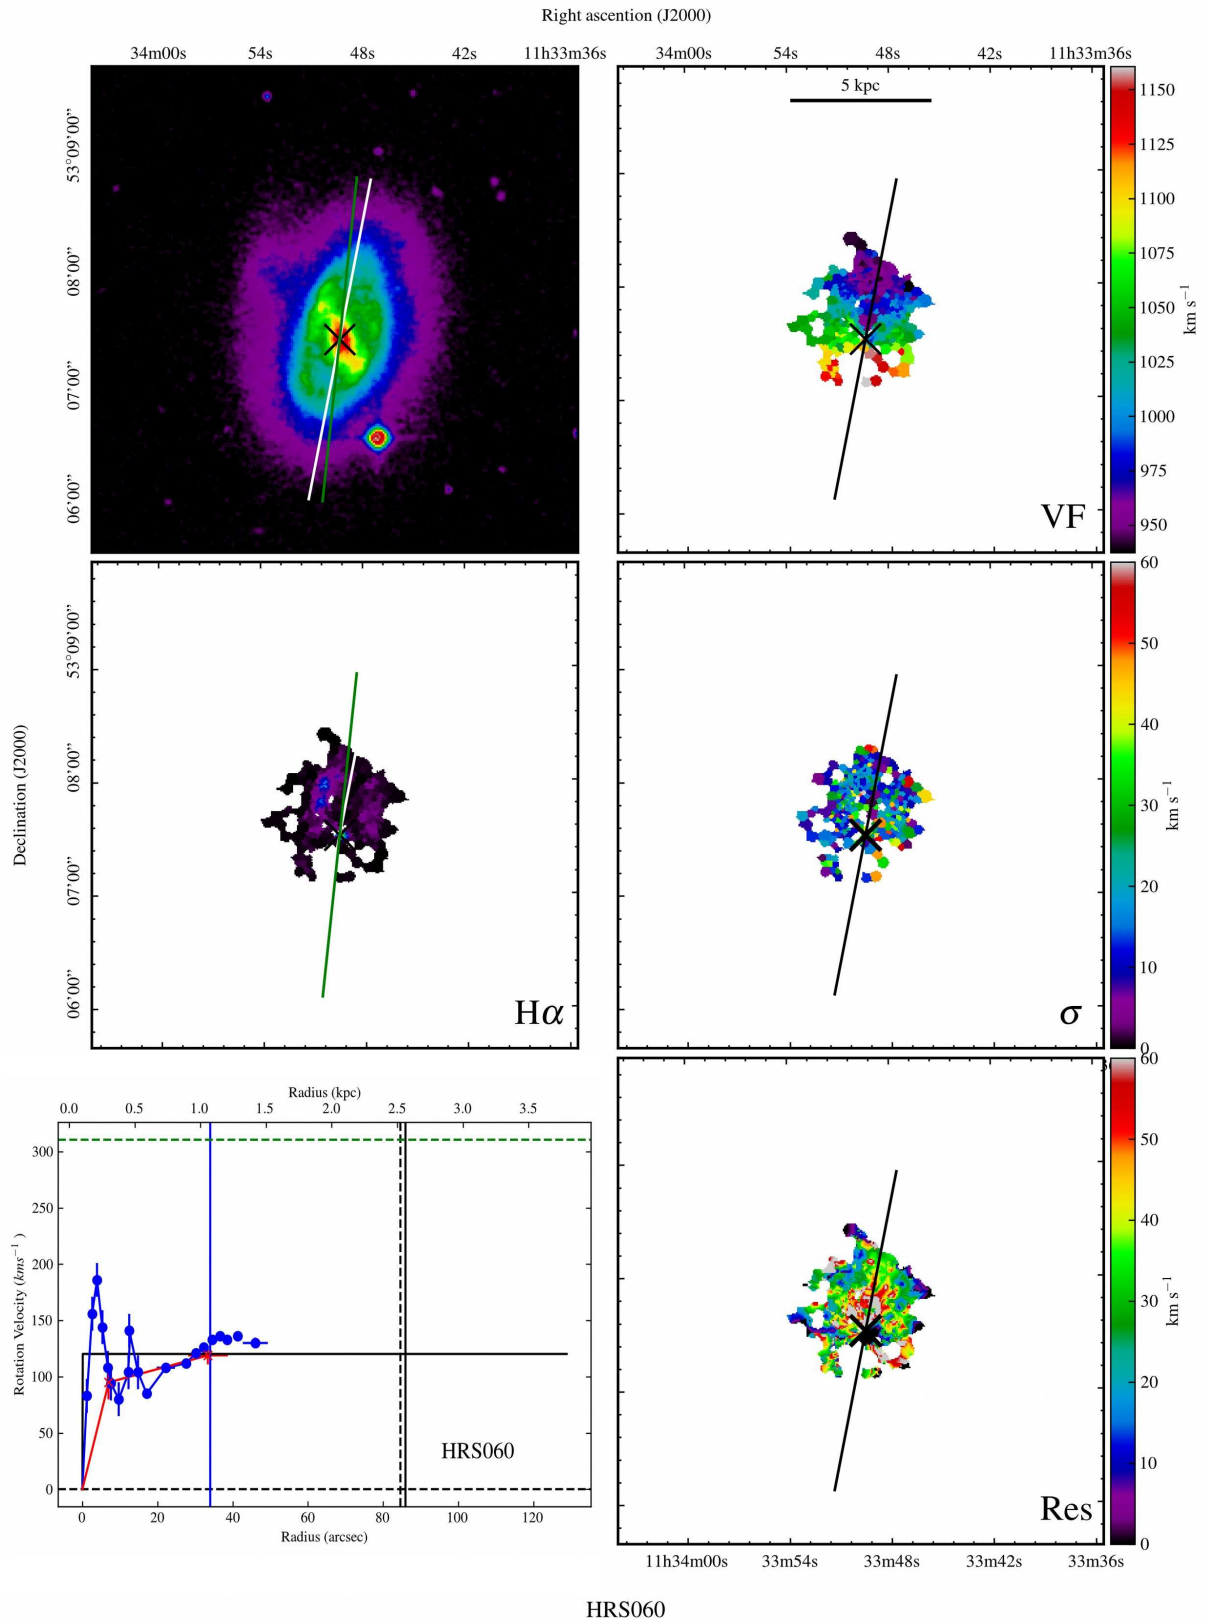 Right ascention (J2000)
34m00s 54s 48s 42s 11h33m36s
34m00s 54s 48s 42s 11h33m36s
53°09'00''
08'00''
07'00''
06'00''
5 kpc
VF
1150
1125
1100
1075
1050
1025
1000
975
950
km s⁻¹
Declination (J2000)
53°09'00''
08'00''
07'00''
06'00''
Hα
σ
60
50
40
30
20
10
0
km s⁻¹
Radius (kpc)
0.0 0.5 1.0 1.5 2.0 2.5 3.0 3.5
Rotation Velocity (kms⁻¹)
300
250
200
150
100
50
0
HRS060
0 20 40 60 80 100 120
Radius (arcsec)
Res
60
50
40
30
20
10
0
km s⁻¹
11h34m00s 33m54s 33m48s 33m42s 33m36s
HRS060